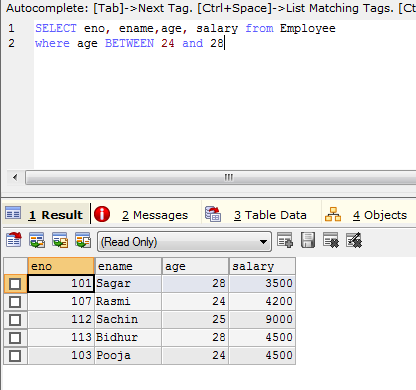 Autocomplete: [Tab]->Next Tag. [Ctrl+Space]->List Matching Tags. [Ct
1 SELECT eno, ename,age, salary from Employee
2 where age BETWEEN 24 and 28
1 Result 2 Messages 3 Table Data 4 Objects
(Read Only)
eno ename age salary
101 Sagar 28 3500
107 Rasmi 24 4200
112 Sachin 25 9000
113 Bidhur 28 4500
103 Pooja 24 4500